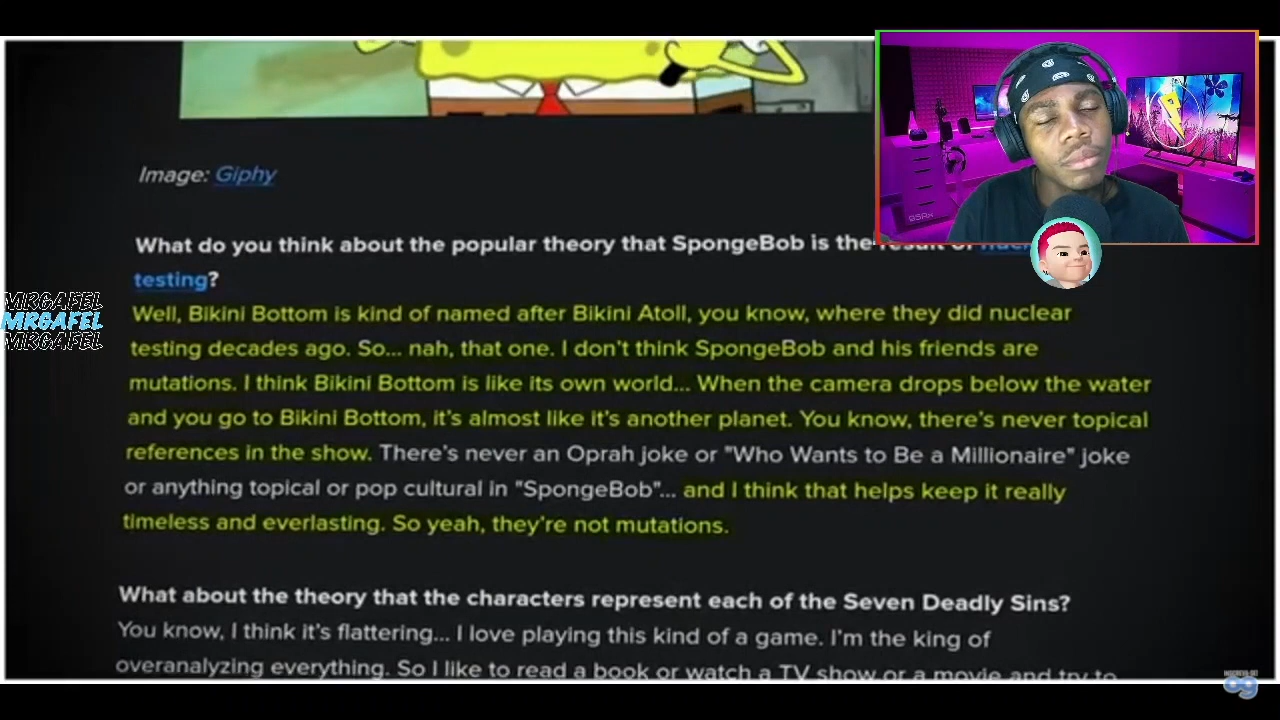 Image: Giphy
What do you think about the popular theory that SpongeBob is the result of
testing?
Well, Bikini Bottom is kind of named after Bikini Atoll, you know, where they did nuclear
testing decades ago. So... nah, that one. I don't think SpongeBob and his friends are
mutations. I think Bikini Bottom is like its own world... When the camera drops below the water
and you go to Bikini Bottom, it's almost like it's another planet. You know, there's never topical
references in the show. There's never an Oprah joke or "Who Wants to Be a Millionaire" joke
or anything topical or pop cultural in "SpongeBob"... and I think that helps keep it really
timeless and everlasting. So yeah, they're not mutations.
What about the theory that the characters represent each of the Seven Deadly Sins?
You know, I think it's flattering... I love playing this kind of a game. I'm the king of
overanalyzing everything. So I like to read a book or watch a TV show or a movie and try to
MRGAFEL
MRGAFEL
MRGAFEL
INSCREVA-SE!
og